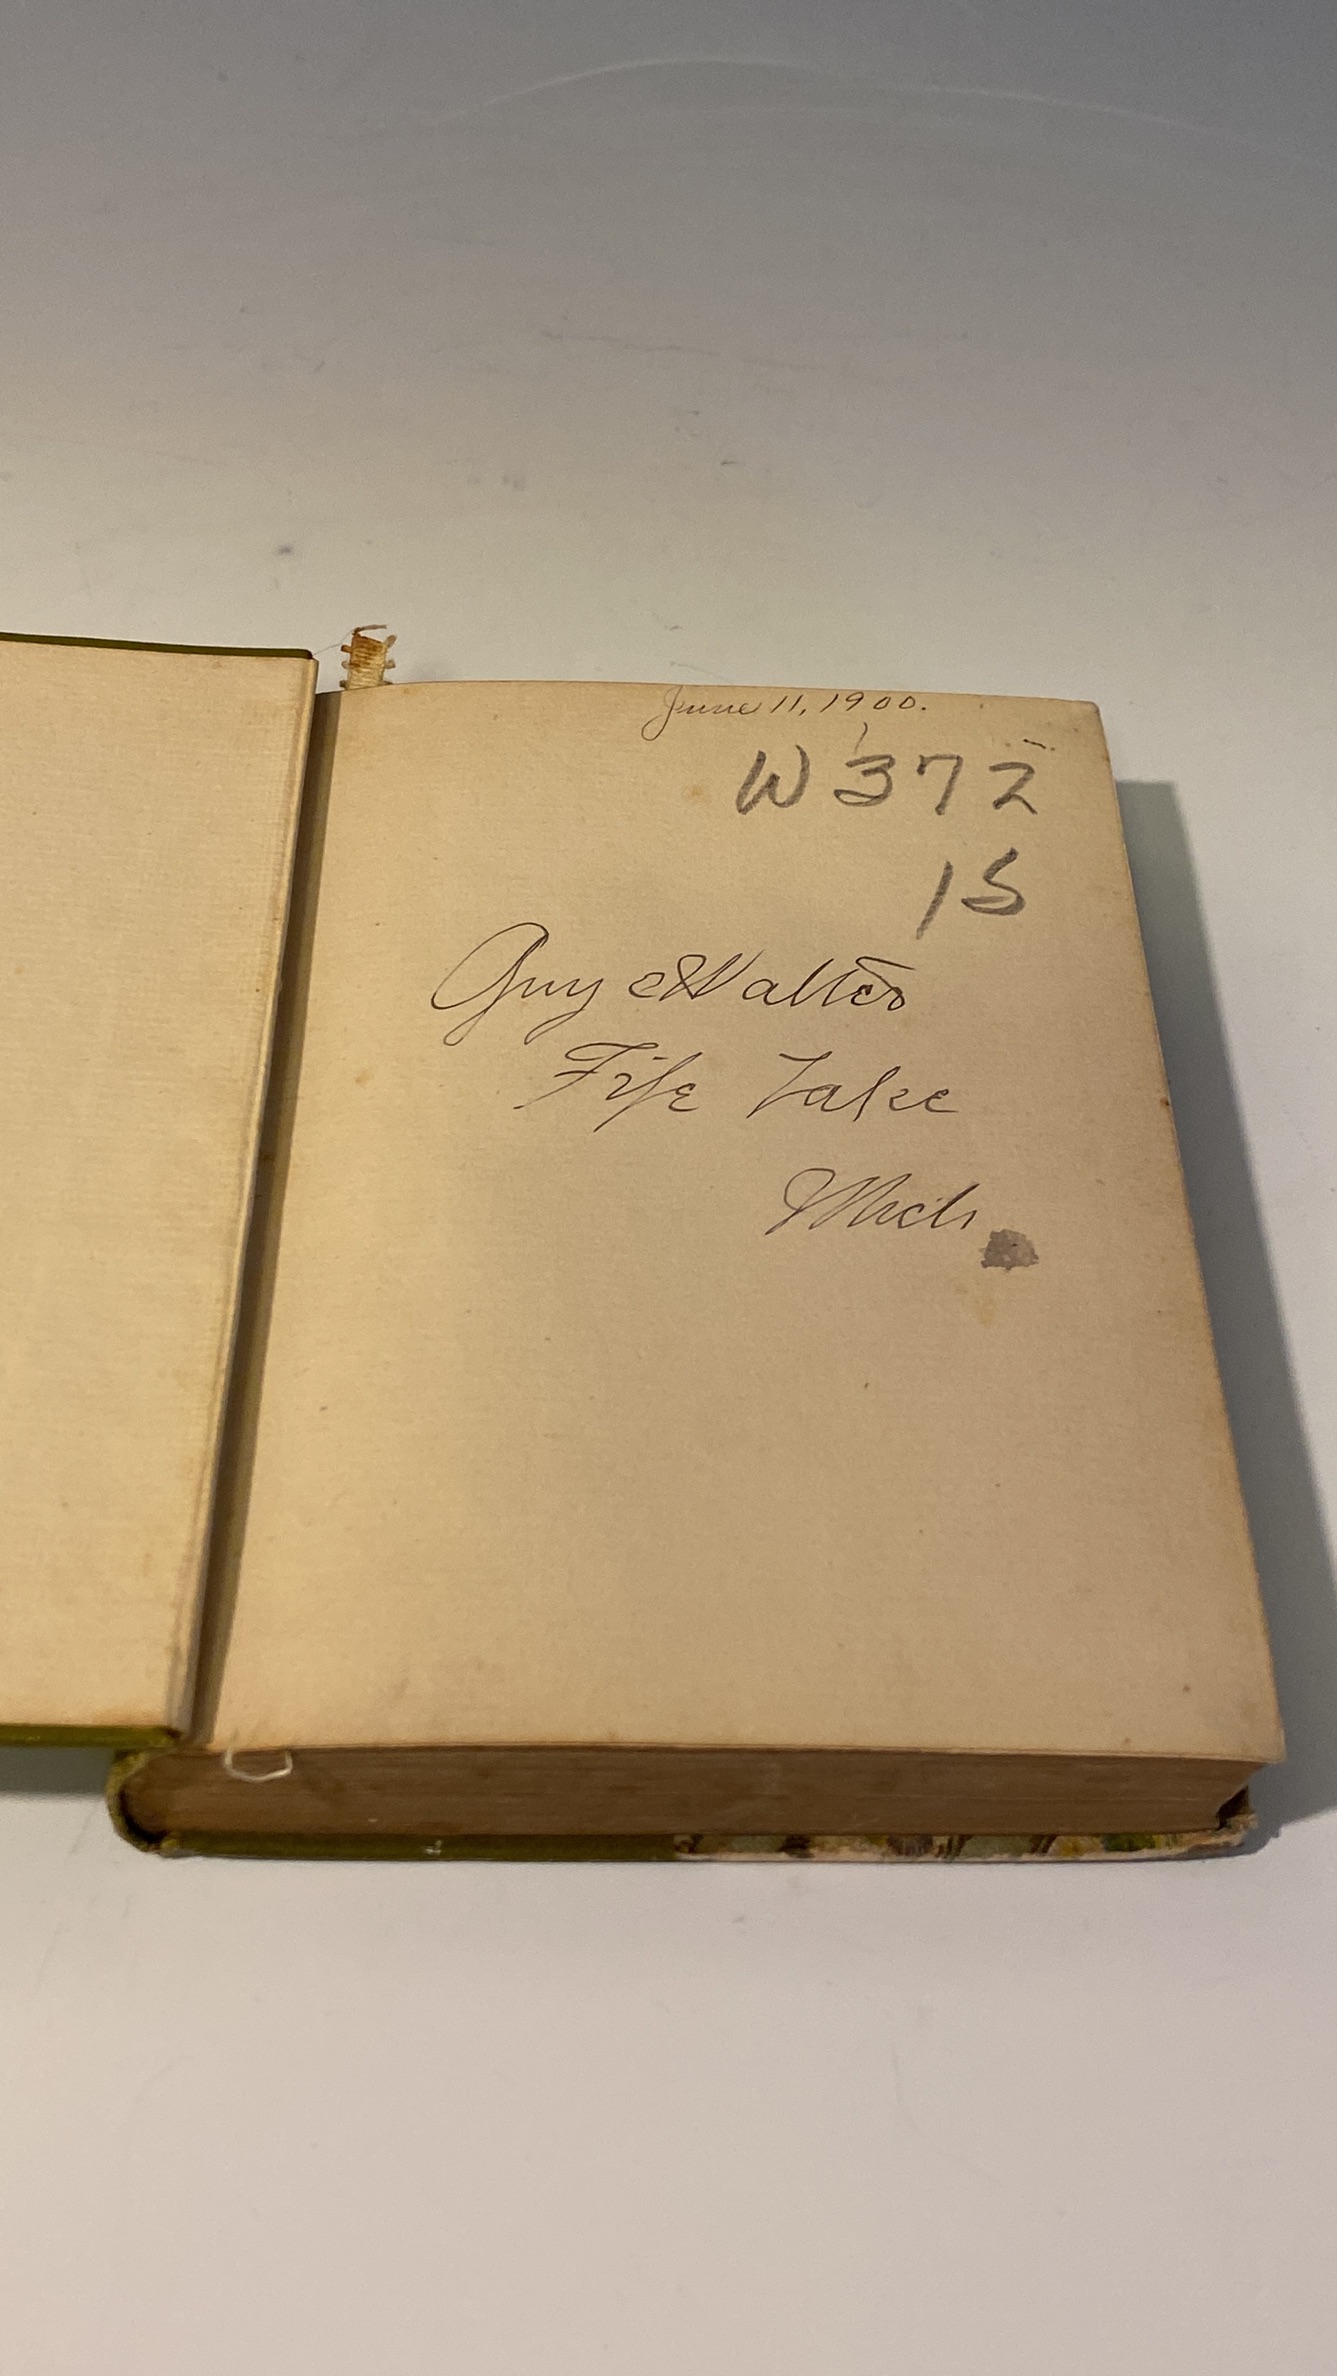 June 11, 1900.
W372
15
Guy Walter
Fife Lake
Mich